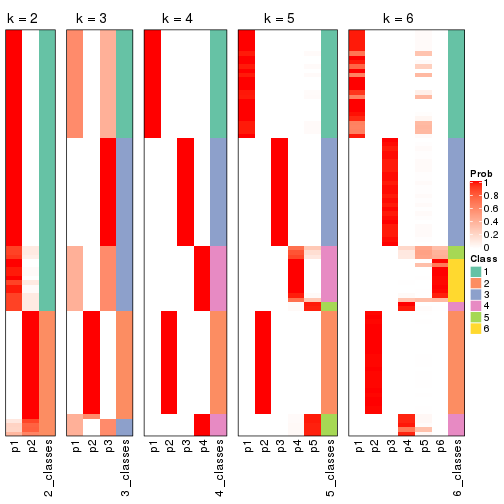 k = 2
k = 3
k = 4
k = 5
k = 6
Prob
1
0.8
0.6
0.4
0.2
0
Class
1
2
3
4
5
6
p1
p2
2_classes
p1
p2
p3
3_classes
p1
p2
p3
p4
4_classes
p1
p2
p3
p4
p5
5_classes
p1
p2
p3
p4
p5
p6
6_classes